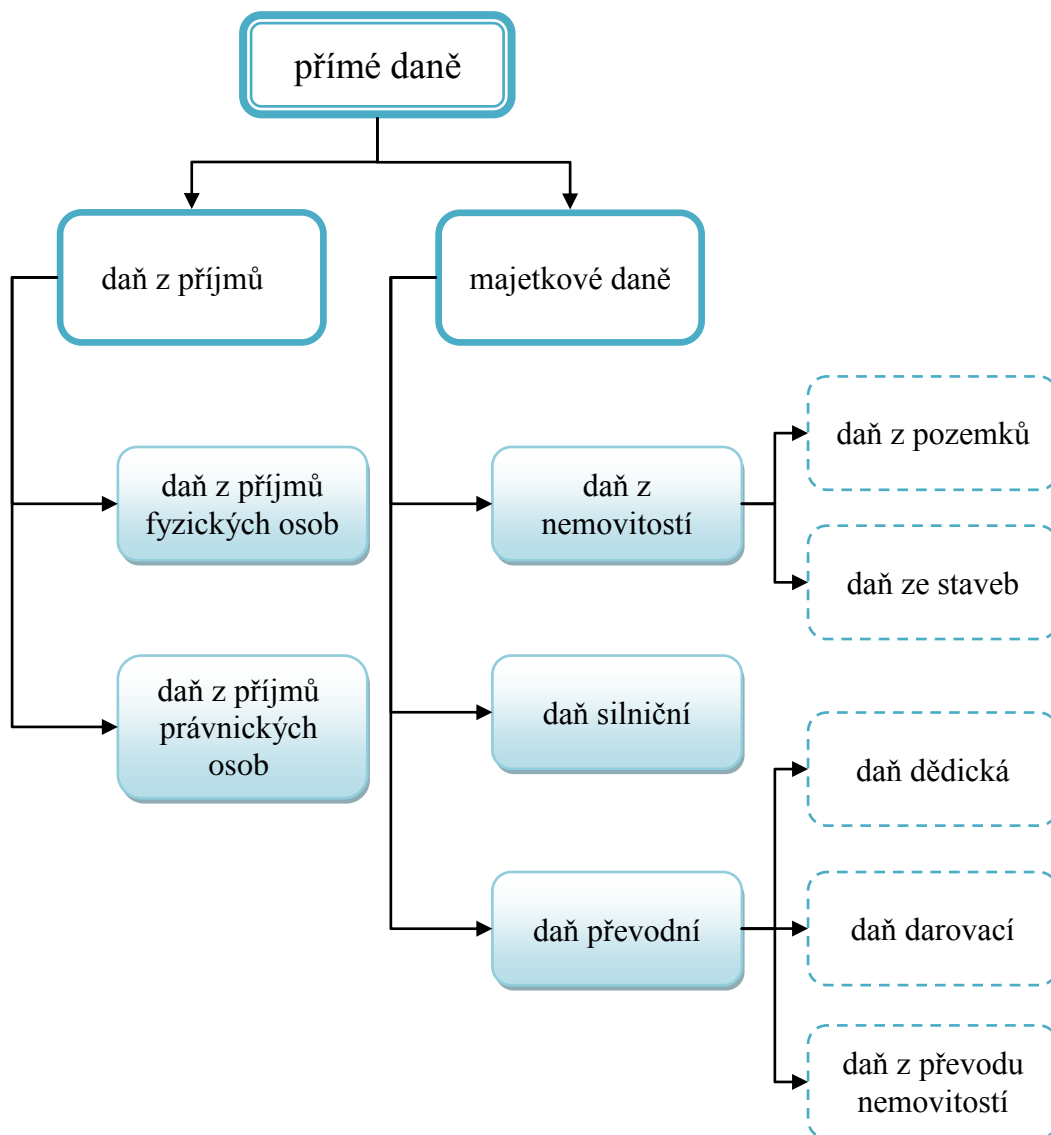 přímé daně
daň z příjmů
majetkové daně
daň z příjmů
fyzických osob
daň z příjmů
právnických
osob
daň z
nemovitostí
daň silniční
daň převodní
daň z pozemků
daň ze staveb
daň dědická
daň darovací
daň z převodu
nemovitostí